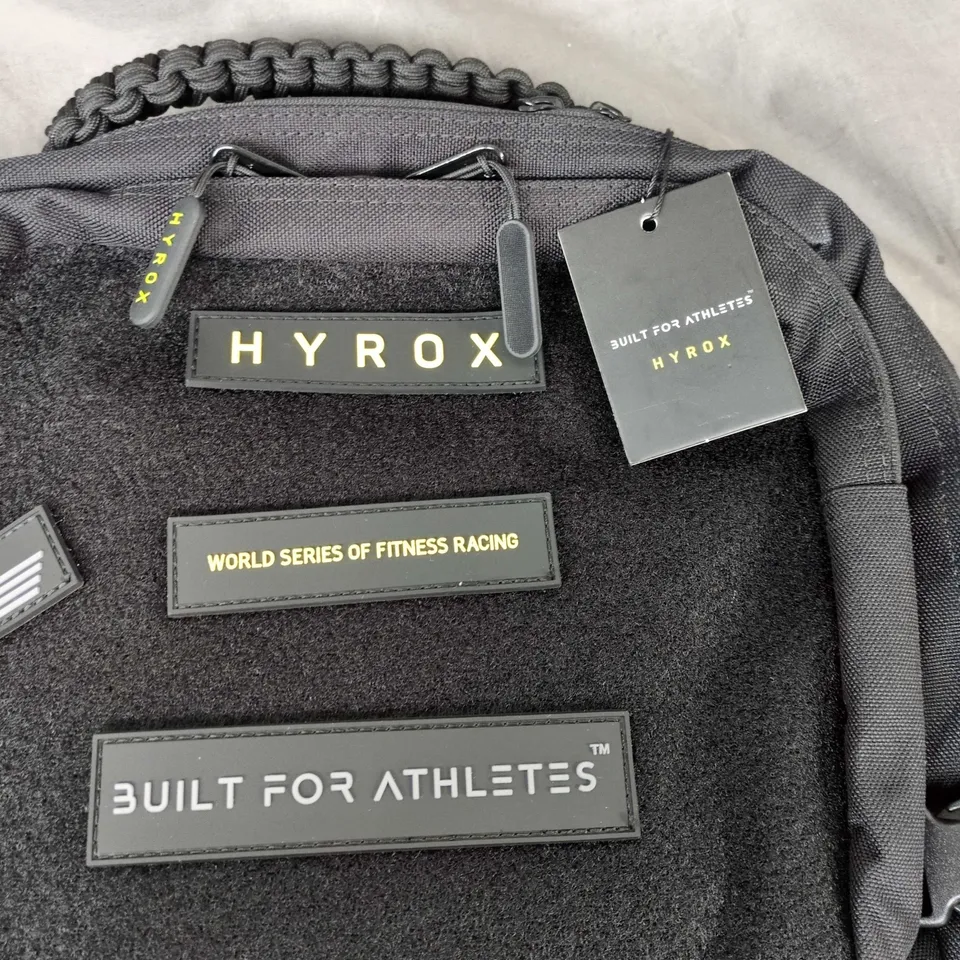 HYROX
HYROX
BUILT FOR ATHLETES™
HYROX
WORLD SERIES OF FITNESS RACING
BUILT FOR ATHLETES™